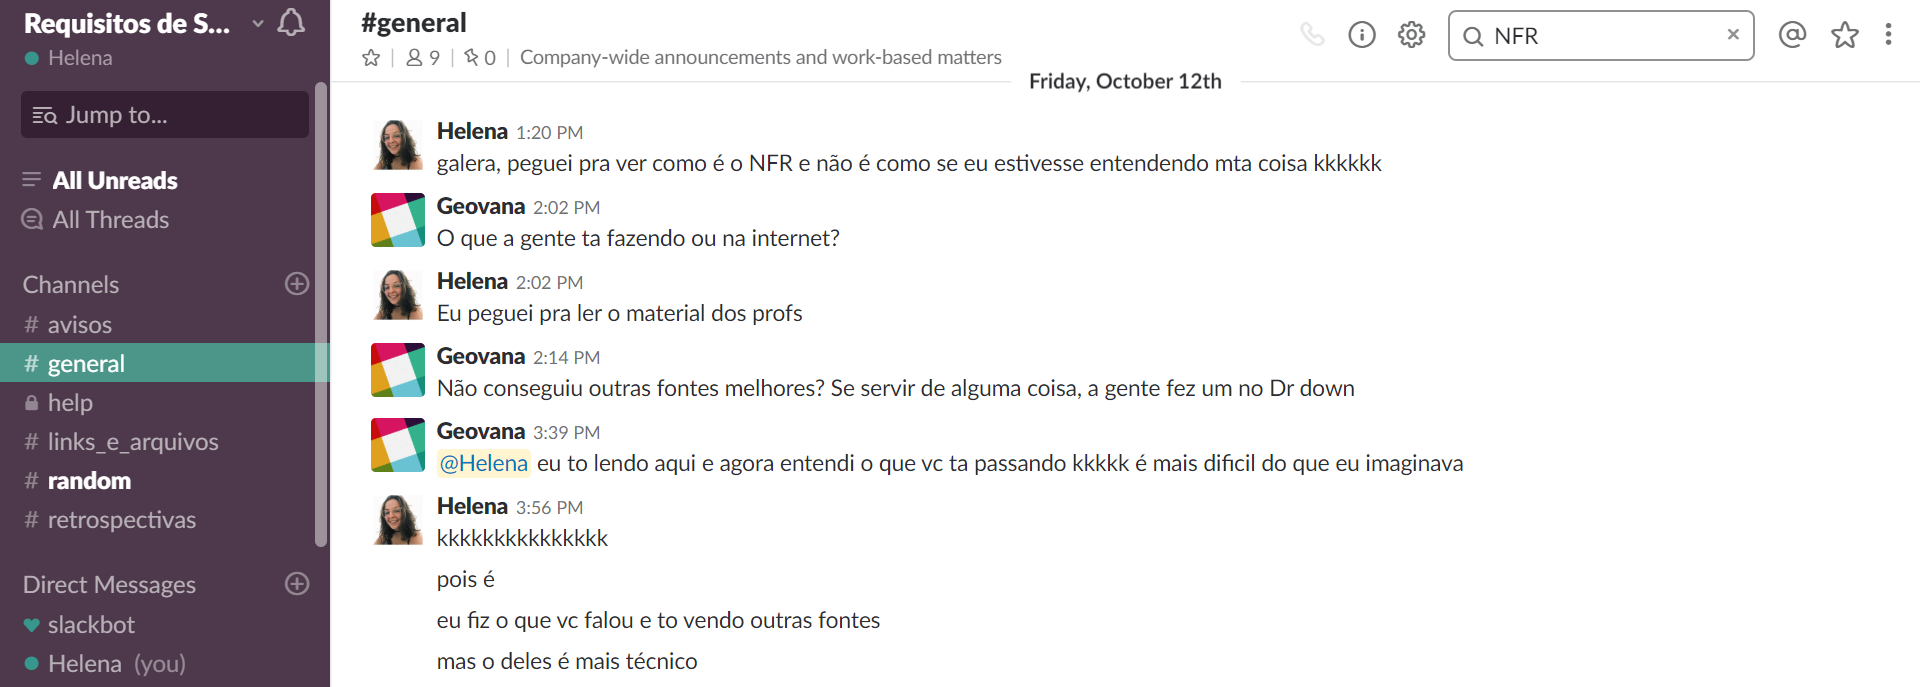 Requisitos de S...
Helena
Jump to...
All Unreads
All Threads
Channels
# avisos
# general
help
# links_e_arquivos
# random
# retrospectivas
Direct Messages
slackbot
Helena (you)
#general
9 | 0 | Company-wide announcements and work-based matters
NFR
Friday, October 12th
Helena 1:20 PM
galera, peguei pra ver como é o NFR e não é como se eu estivesse entendendo mta coisa kkkkkk
Geovana 2:02 PM
O que a gente ta fazendo ou na internet?
Helena 2:02 PM
Eu peguei pra ler o material dos profs
Geovana 2:14 PM
Não conseguiu outras fontes melhores? Se servir de alguma coisa, a gente fez um no Dr down
Geovana 3:39 PM
@Helena eu to lendo aqui e agora entendi o que vc ta passando kkkkk é mais dificil do que eu imaginava
Helena 3:56 PM
kkkkkkkkkkkkkkk
pois é
eu fiz o que vc falou e to vendo outras fontes
mas o deles é mais técnico